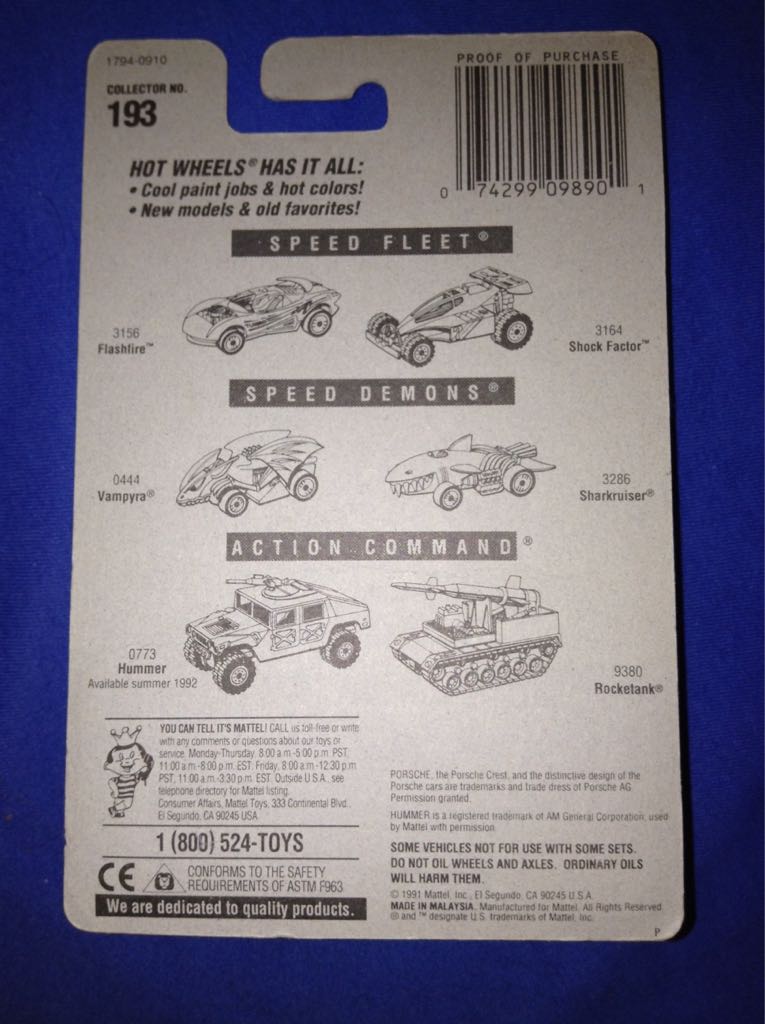 1794-0910
PROOF OF PURCHASE
COLLECTOR NO.
193
0 74299 09890 1
HOT WHEELS® HAS IT ALL:
• Cool paint jobs & hot colors!
• New models & old favorites!
SPEED FLEET®
3156
Flashfire™
3164
Shock Factor™
SPEED DEMONS®
0444
Vampyra®
3286
Sharkruiser®
ACTION COMMAND®
0773
Hummer
Available summer 1992
9380
Rocketank®
YOU CAN TELL IT'S MATTEL! CALL us toll-free or write
with any comments or questions about our toys or
service. Monday-Thursday, 8:00 a.m.-5:00 p.m. PST,
11:00 a.m.-8:00 p.m. EST. Friday, 8:00 a.m.-12:30 p.m.
PST, 11:00 a.m.-3:30 p.m. EST. Outside U.S.A., see
telephone directory for Mattel listing.
Consumer Affairs, Mattel Toys, 333 Continental Blvd.,
El Segundo, CA 90245 USA.
1 (800) 524-TOYS
CE
CONFORMS TO THE SAFETY
REQUIREMENTS OF ASTM F963
We are dedicated to quality products.
PORSCHE, the Porsche Crest, and the distinctive design of the
Porsche cars are trademarks and trade dress of Porsche AG
Permission granted.
HUMMER is a registered trademark of AM General Corporation, used
by Mattel with permission.
SOME VEHICLES NOT FOR USE WITH SOME SETS.
DO NOT OIL WHEELS AND AXLES. ORDINARY OILS
WILL HARM THEM.
© 1991 Mattel, Inc., El Segundo, CA 90245 U.S.A.
MADE IN MALAYSIA. Manufactured for Mattel. All Rights Reserved.
® and ™ designate U.S. trademarks of Mattel, Inc.
P